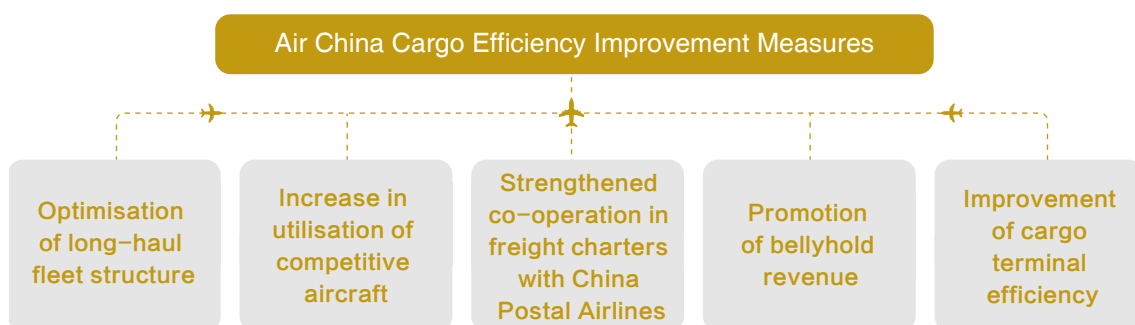 Air China Cargo Efficiency Improvement Measures
Optimisation
of long-haul
fleet structure
Increase in
utilisation of
competitive
aircraft
Strengthened
co-operation in
freight charters
with China
Postal Airlines
Promotion
of bellyhold
revenue
Improvement
of cargo
terminal
efficiency